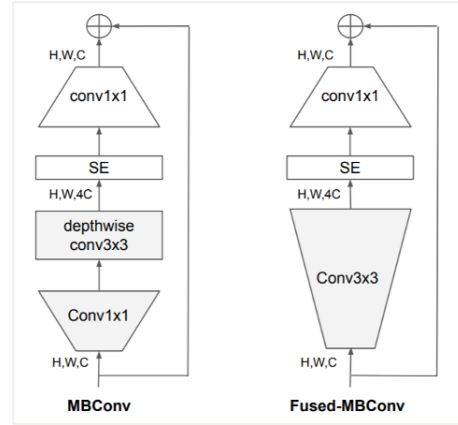 H,W,C
conv1x1
SE
H,W,4C
depthwise
conv3x3
Conv1x1
H,W,C
MBConv
H,W,C
conv1x1
SE
H,W,4C
Conv3x3
H,W,C
Fused-MBConv